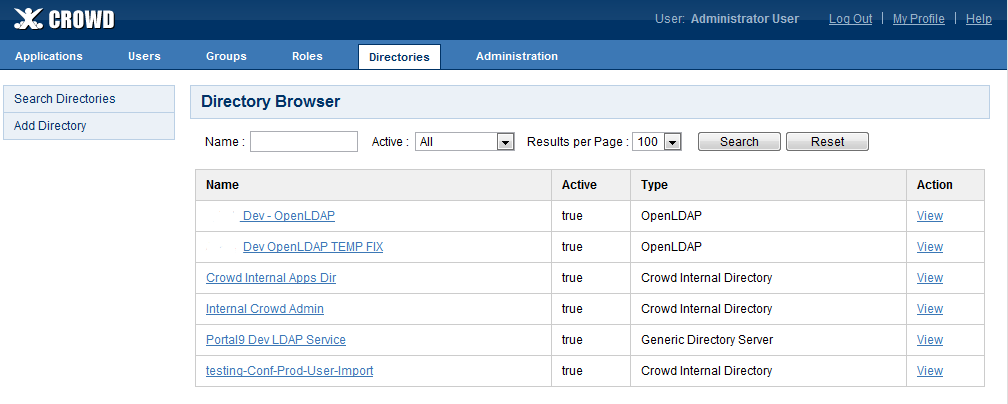 CROWD
User: Administrator User Log Out | My Profile | Help
Applications Users Groups Roles Directories Administration
Search Directories
Add Directory
Directory Browser
Name : Active : All Results per Page : 100 Search Reset
Name Active Type Action
Dev - OpenLDAP true OpenLDAP View
Dev OpenLDAP TEMP FIX true OpenLDAP View
Crowd Internal Apps Dir true Crowd Internal Directory View
Internal Crowd Admin true Crowd Internal Directory View
Portal9 Dev LDAP Service true Generic Directory Server View
testing-Conf-Prod-User-Import true Crowd Internal Directory View